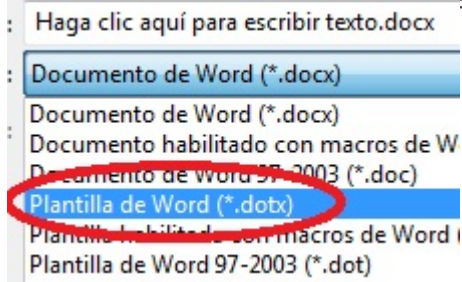 Haga clic aquí para escribir texto.docx
Documento de Word (*.docx)
Documento de Word (*.docx)
Documento habilitado con macros de W
Documento de Word 97-2003 (*.doc)
Plantilla de Word (*.dotx)
Plantilla habilitada con macros de Word (
Plantilla de Word 97-2003 (*.dot)